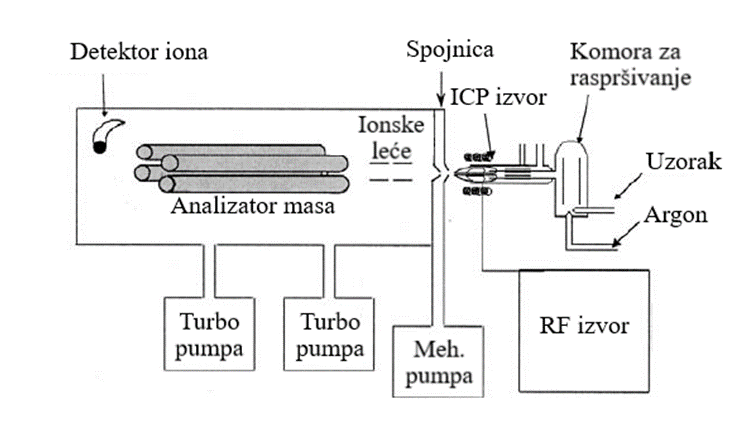 Detektor iona
Spojnica
Komora za
raspršivanje
ICP izvor
Ionske
leće
Uzorak
Analizator masa
Argon
Turbo
pumpa
Turbo
pumpa
Meh.
pumpa
RF izvor